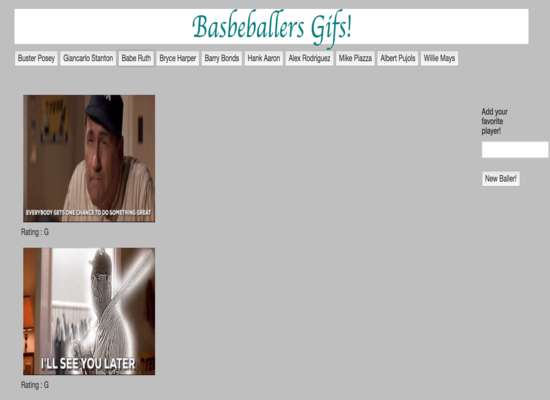 Basbeballers Gifs!
Buster Posey Giancarlo Stanton Babe Ruth Bryce Harper Barry Bonds Hank Aaron Alex Rodriguez Mike Piazza Albert Pujols Willie Mays
EVERYBODY GETS ONE CHANCE TO DO SOMETHING GREAT
Rating : G
I'LL SEE YOU LATER
Rating : G
Add your
favorite
player!
New Baller!